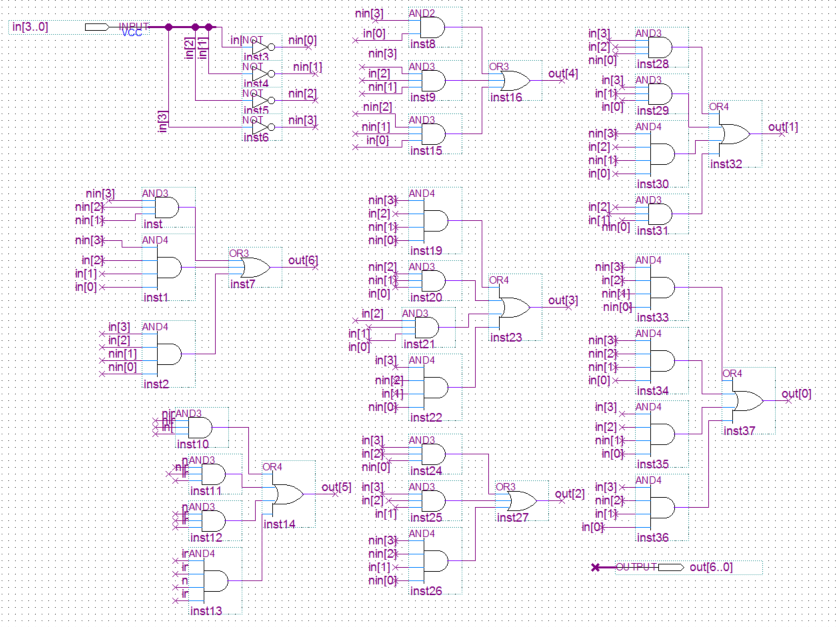 in[3..0]
INPUT
VCC
in[2]
in[1]
in[3]
NOT
inst3
nin[0]
NOT
inst4
nin[1]
NOT
inst5
nin[2]
NOT
inst6
nin[3]
nin[3]
in[0]
AND2
inst8
nin[3]
in[2]
nin[1]
AND3
inst9
nin[2]
nin[1]
in[0]
AND3
inst15
OR3
inst16
out[4]
in[3]
in[2]
nin[0]
AND3
inst28
in[3]
in[1]
in[0]
AND3
inst29
nin[3]
in[2]
nin[1]
in[0]
AND4
inst30
in[2]
in[1]
nin[0]
AND3
inst31
OR4
inst32
out[1]
nin[3]
nin[2]
nin[1]
AND3
inst
nin[3]
in[2]
in[1]
in[0]
AND4
inst1
in[3]
in[2]
nin[1]
nin[0]
AND4
inst2
OR3
inst7
out[6]
nin[3]
in[2]
nin[1]
nin[0]
AND4
inst19
nin[2]
nin[1]
in[0]
AND3
inst20
in[2]
in[1]
in[0]
AND3
inst21
in[3]
nin[2]
in[1]
nin[0]
AND4
inst22
OR4
inst23
out[3]
nin[3]
in[2]
nin[1]
nin[0]
AND4
inst33
nin[3]
nin[2]
nin[1]
in[0]
AND4
inst34
in[3]
in[2]
nin[1]
in[0]
AND4
inst35
in[3]
nin[2]
in[1]
in[0]
AND4
inst36
OR4
inst37
out[0]
AND3
inst10
AND3
inst11
AND3
inst12
AND4
inst13
OR4
inst14
out[5]
in[3]
in[2]
nin[0]
AND3
inst24
in[3]
in[2]
in[1]
AND3
inst25
nin[3]
nin[2]
in[1]
nin[0]
AND4
inst26
OR3
inst27
out[2]
OUTPUT
out[6..0]